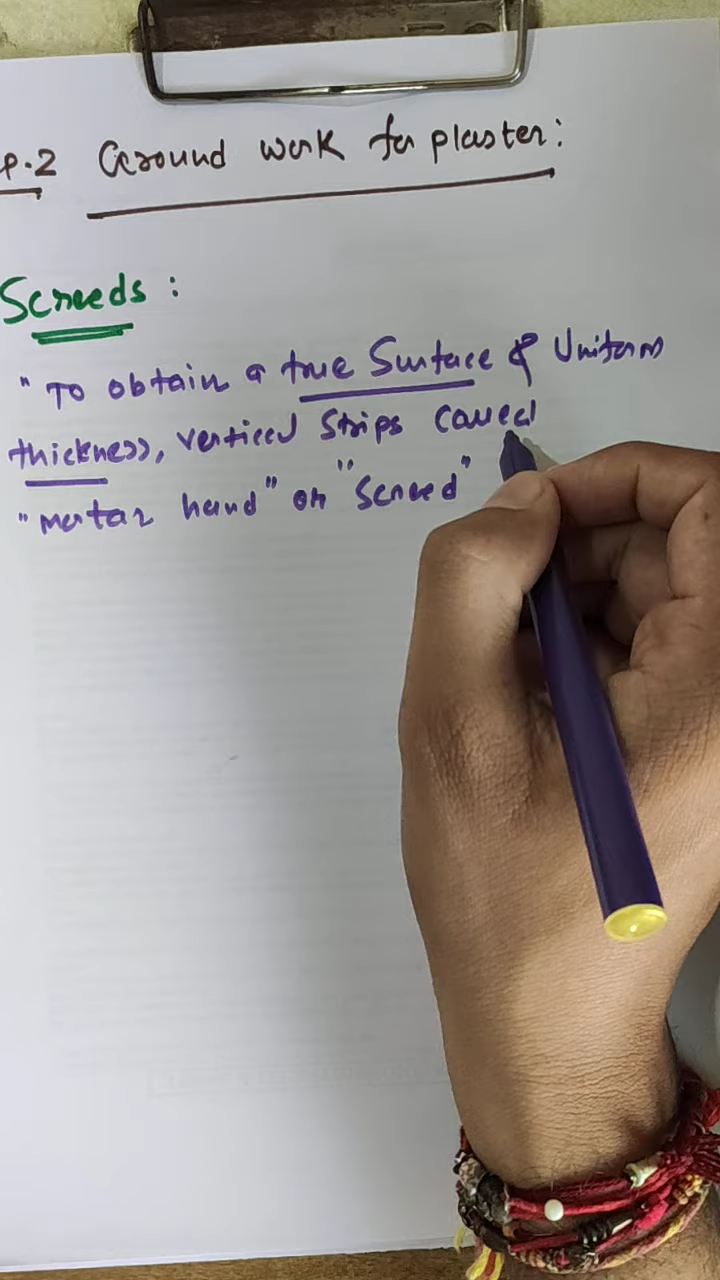 p.2 Ground work for plaster:
Screeds :
"To obtain a true Surface & Uniform
thickness, vertical Strips called
"mortar band" or "Screed"